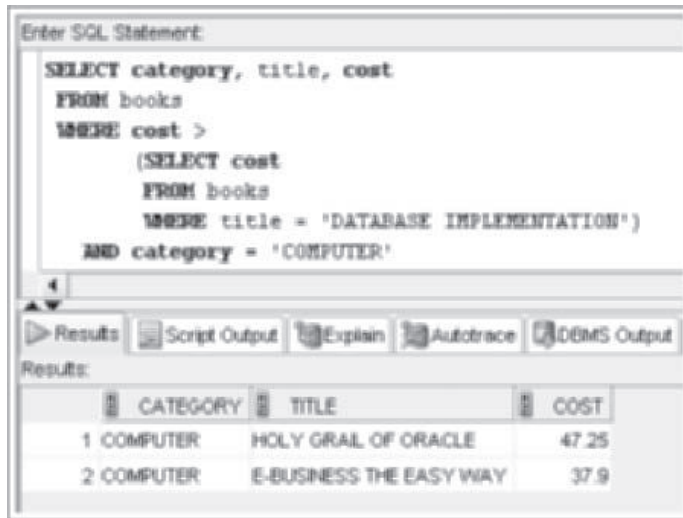 Enter SQL Statement:
SELECT category, title, cost
FROM books
WHERE cost >
(SELECT cost
FROM books
WHERE title = 'DATABASE IMPLEMENTATION')
AND category = 'COMPUTER'
Results Script Output Explain Autotrace DBMS Output
Results:
CATEGORY TITLE COST
1 COMPUTER HOLY GRAIL OF ORACLE 47.25
2 COMPUTER E-BUSINESS THE EASY WAY 37.9